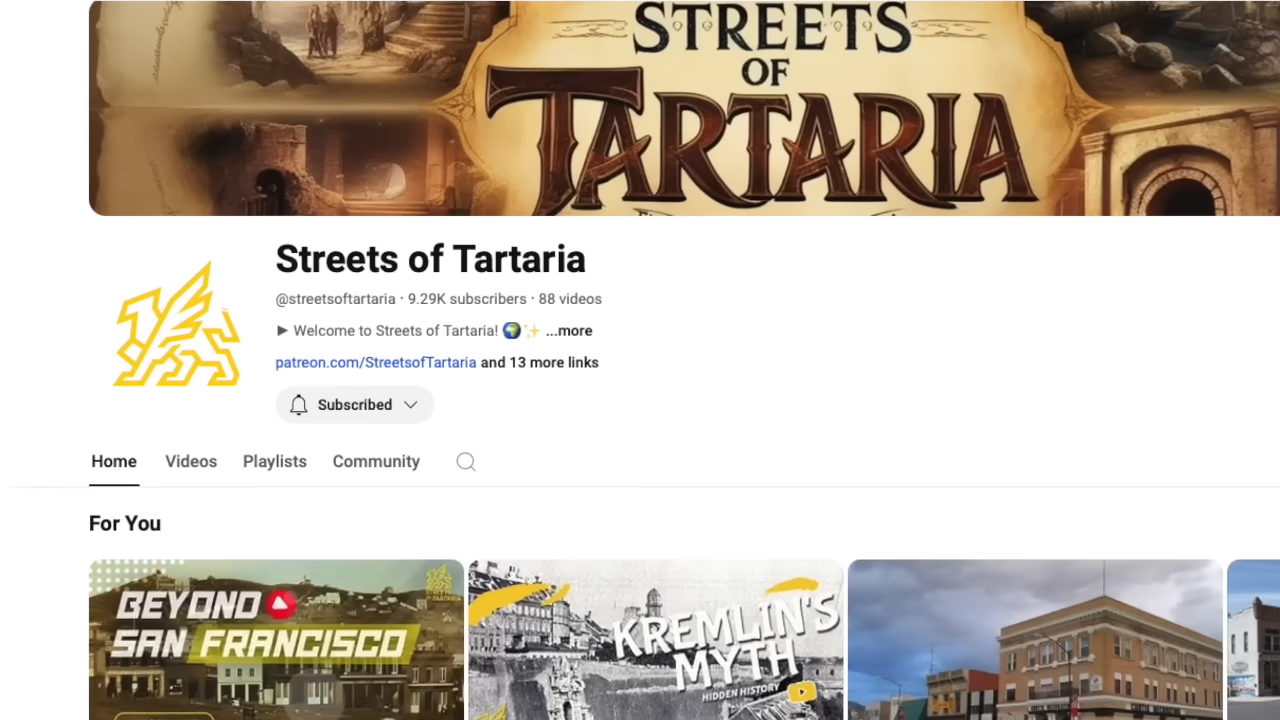 STREETS
OF
TARTARIA
Streets of Tartaria
@streetsoftartaria · 9.29K subscribers · 88 videos
Welcome to Streets of Tartaria! 🌍✨ ...more
patreon.com/StreetsofTartaria and 13 more links
Subscribed
Home Videos Playlists Community
For You
BEYOND
SAN FRANCISCO
KREMLIN'S
MYTH
HIDDEN HISTORY